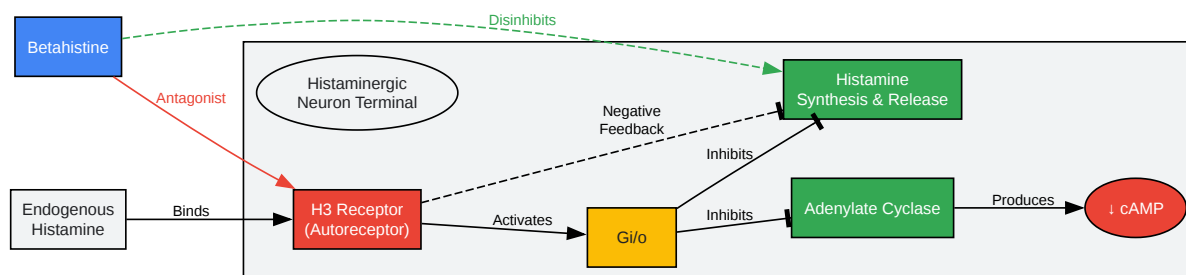 Disinhibits
Betahistine
Histaminergic
Neuron Terminal
Histamine
Synthesis & Release
Antagonist
Negative
Feedback
Inhibits
Endogenous
Histamine
Binds
H3 Receptor
(Autoreceptor)
Activates
Gi/o
Inhibits
Adenylate Cyclase
Produces
↓ cAMP